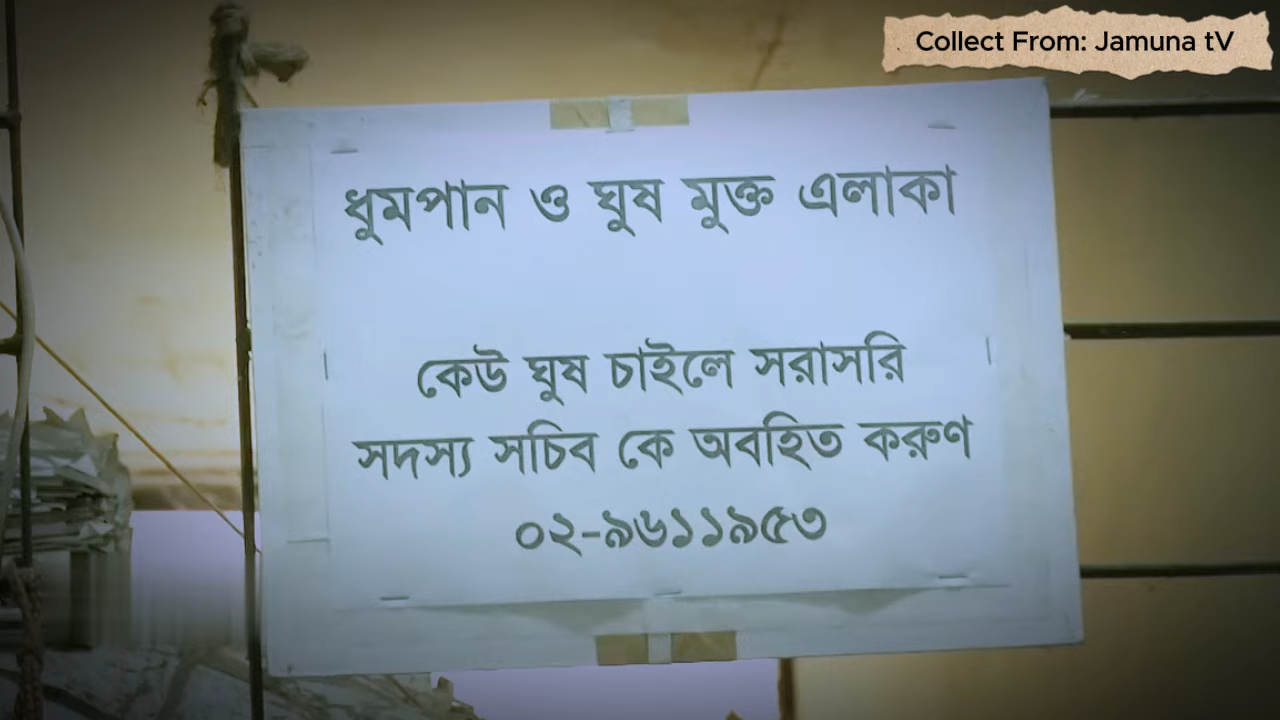 Collect From: Jamuna tV
ধুমপান ও ঘুষ মুক্ত এলাকা
কেউ ঘুষ চাইলে সরাসরি
সদস্য সচিব কে অবহিত করুণ
০২-৯৬১১৯৫৩